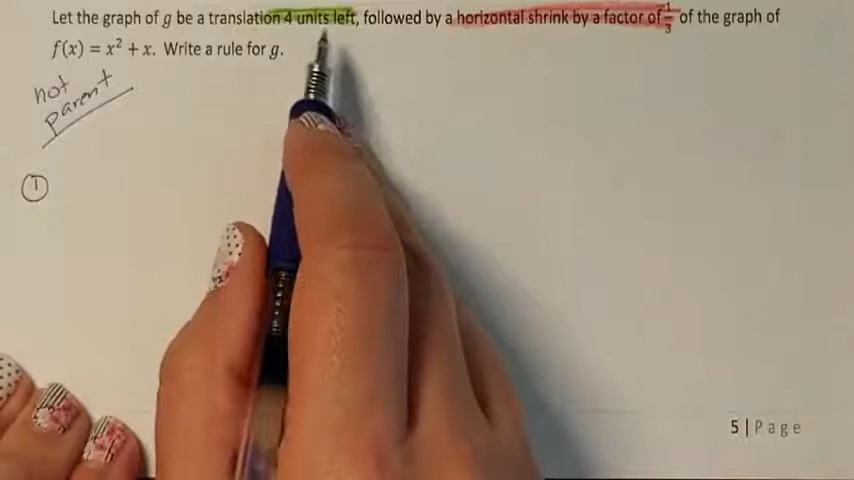 Let the graph of g be a translation 4 units left, followed by a horizontal shrink by a factor of 1/3 of the graph of
f(x) = x² + x. Write a rule for g.
not
parent
①
5 | Page